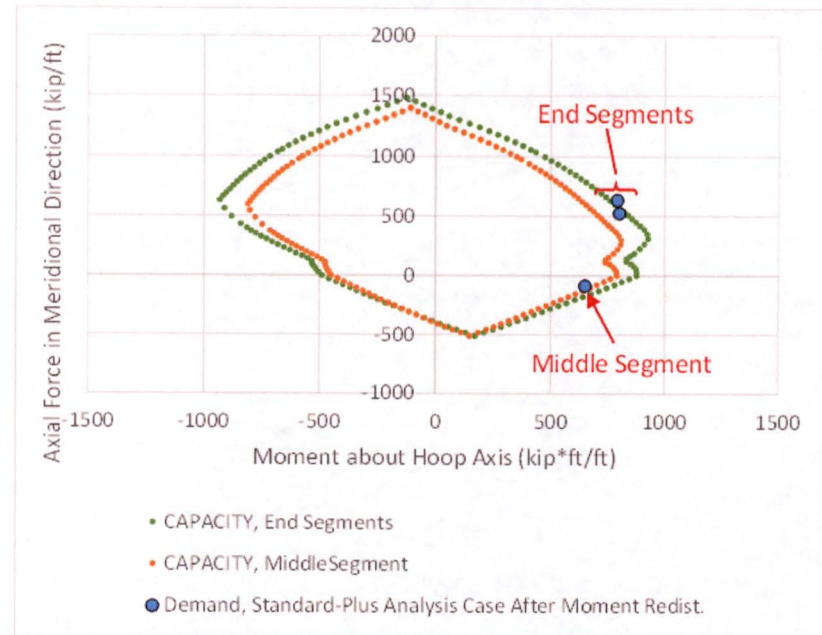 2000
1500
1000
500
0
-500
-1000
-1500
-1000
-500
0
500
1000
1500
Axial Force in Meridional Direction (kip/ft)
End Segments
Middle Segment
Moment about Hoop Axis (kip*ft/ft)
CAPACITY, End Segments
CAPACITY, MiddleSegment
Demand, Standard-Plus Analysis Case After Moment Redist.